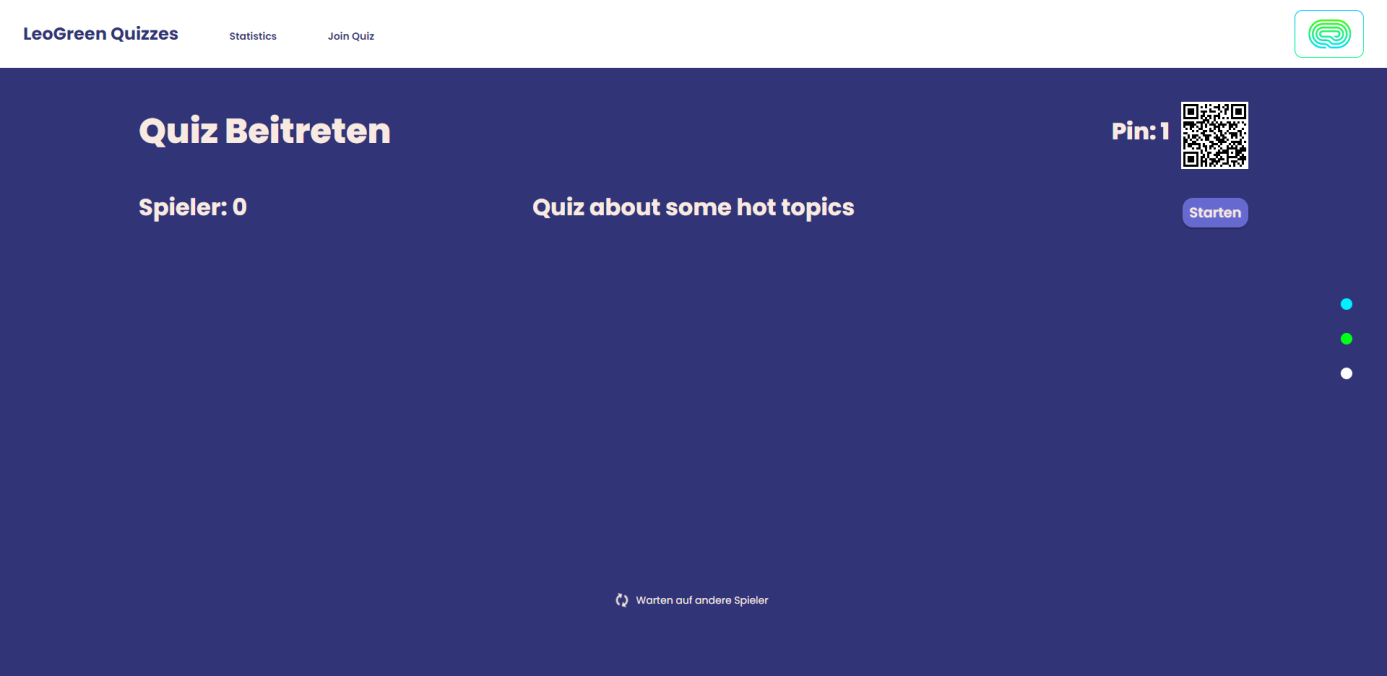 LeoGreen Quizzes
Statistics
Join Quiz
Quiz Beitreten
Pin: 1
Spieler: 0
Quiz about some hot topics
Starten
Warten auf andere Spieler